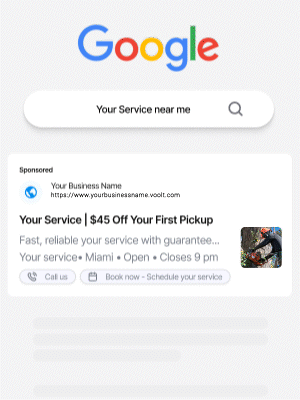 Google
Your Service near me
Sponsored
Your Business Name
https://www.yourbusinessname.voolt.com
Your Service | $45 Off Your First Pickup
Fast, reliable your service with guarantee...
Your service• Miami • Open • Closes 9 pm
Call us
Book now - Schedule your service